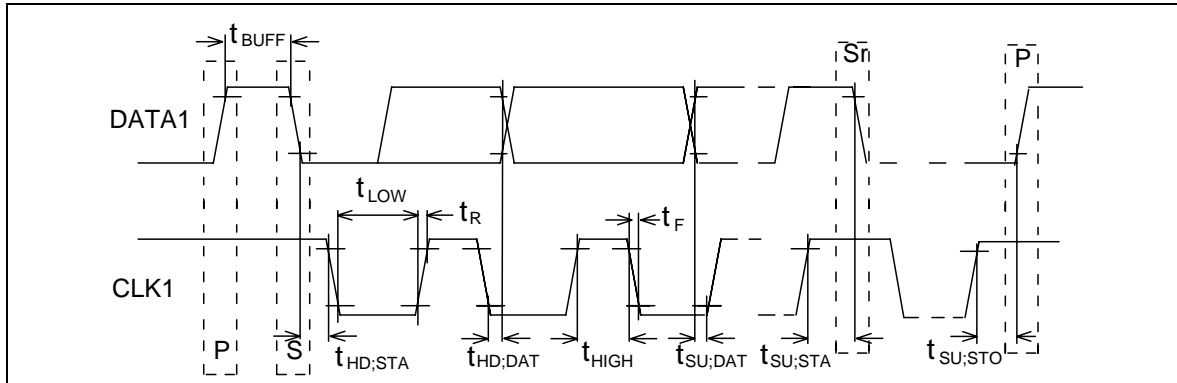 tBUFF
Sr
P
DATA1
tLOW
tR
tF
CLK1
P
S
tHD;STA
tHD;DAT
tHIGH
tSU;DAT
tSU;STA
tSU;STO